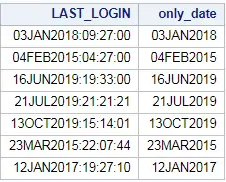 LAST_LOGIN only_date
03JAN2018:09:27:00 03JAN2018
04FEB2015:04:27:00 04FEB2015
16JUN2019:19:33:00 16JUN2019
21JUL2019:21:21:21 21JUL2019
13OCT2019:15:14:01 13OCT2019
23MAR2015:22:07:44 23MAR2015
12JAN2017:19:27:10 12JAN2017